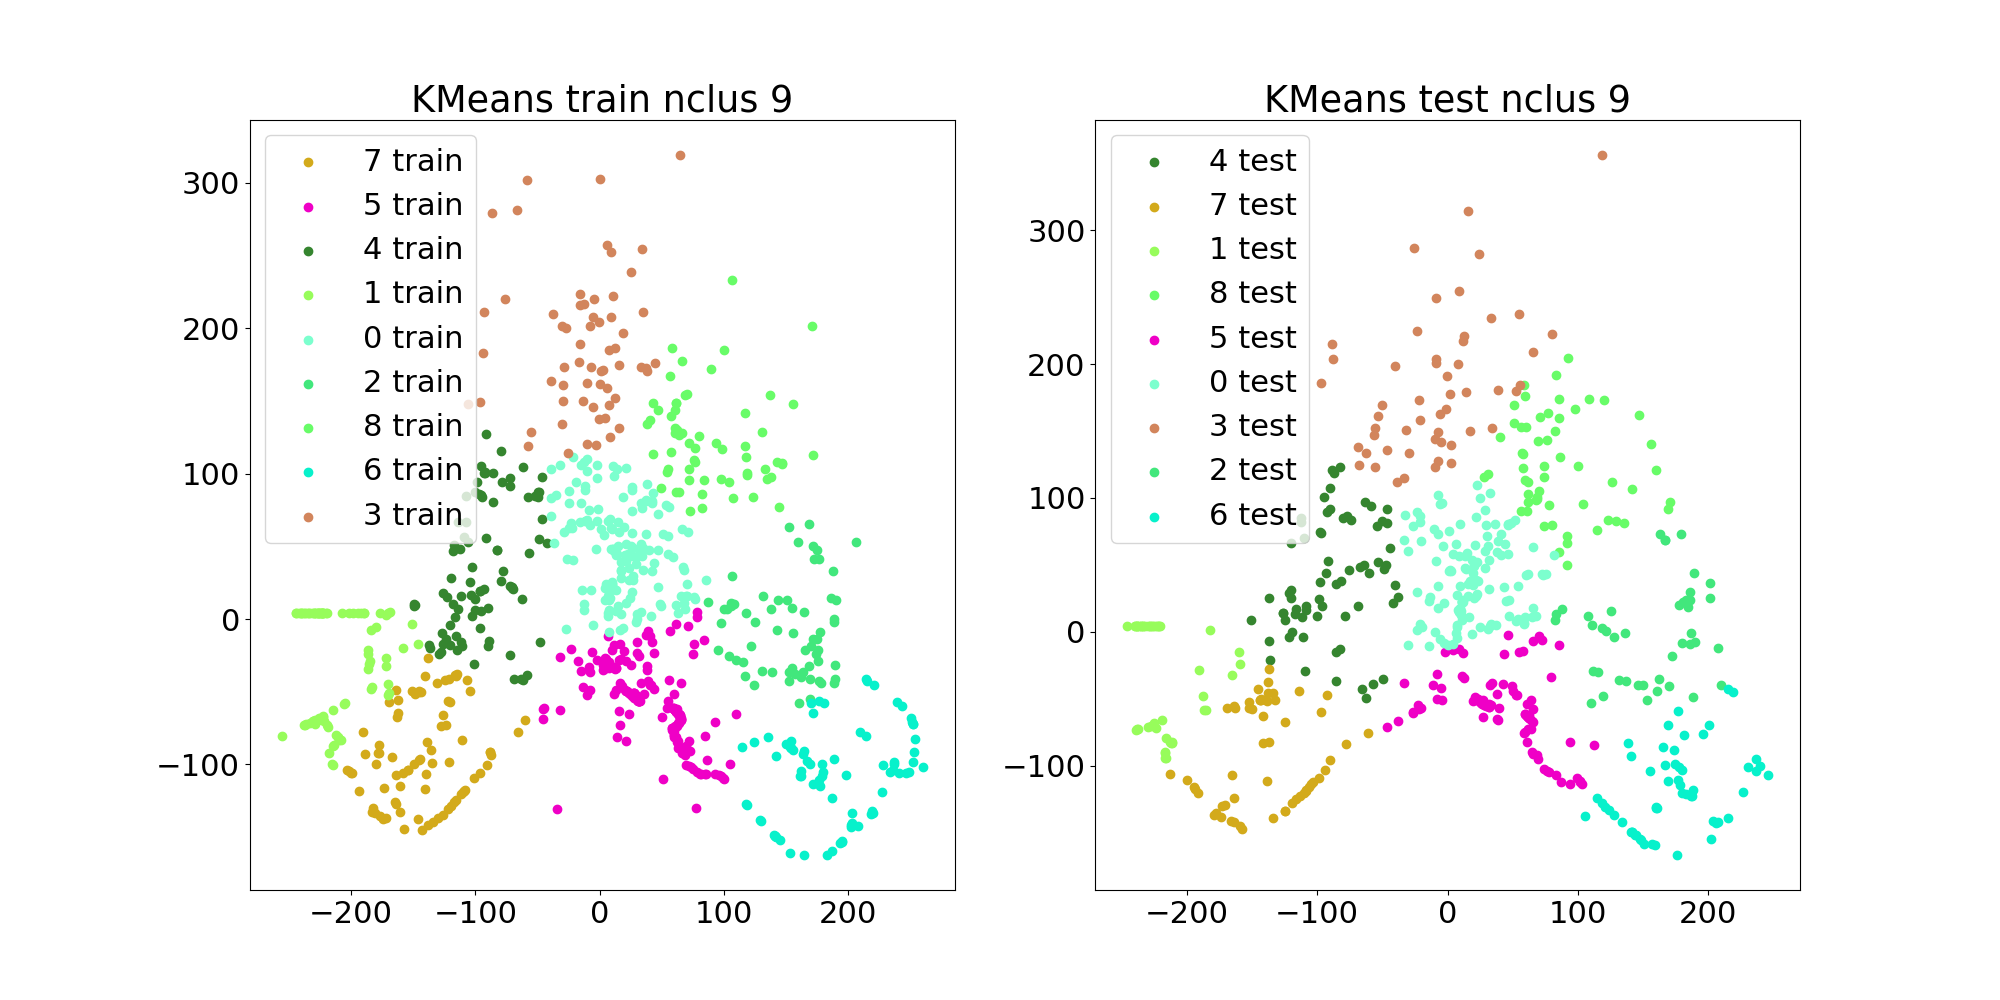 KMeans train nclus 9
7 train
5 train
4 train
1 train
0 train
2 train
8 train
6 train
3 train
300
200
100
0
−100
−200 −100 0 100 200
KMeans test nclus 9
4 test
7 test
1 test
8 test
5 test
0 test
3 test
2 test
6 test
300
200
100
0
−100
−200 −100 0 100 200